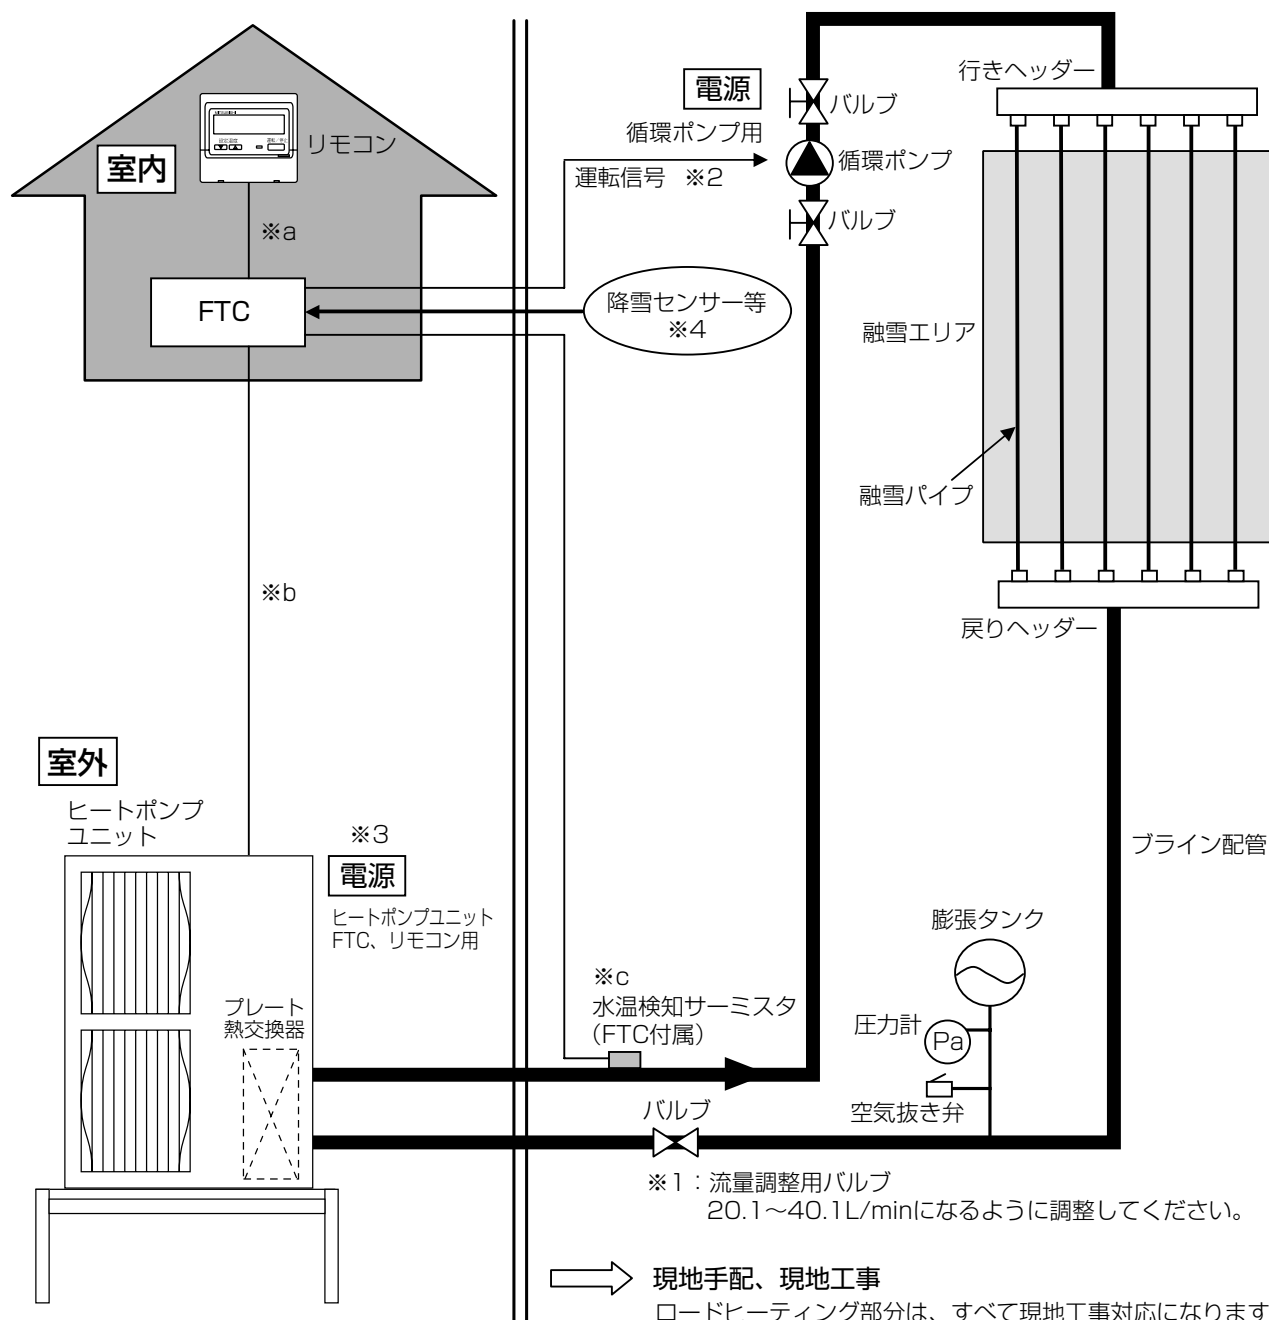 行きヘッダー
電源
バルブ
循環ポンプ用
リモコン
室内
循環ポンプ
運転信号 ※2
バルブ
※a
FTC
降雪センサー等
※4
融雪エリア
融雪パイプ
※b
戻りヘッダー
室外
ヒートポンプ
ユニット
※3
電源
ヒートポンプユニット
FTC、リモコン用
ブライン配管
膨張タンク
※c
水温検知サーミスタ
(FTC付属)
プレート
熱交換器
圧力計
Pa
空気抜き弁
バルブ
※1：流量調整用バルブ
20.1～40.1L/minになるように調整してください。
現地手配、現地工事
ロードヒーティング部分は、すべて現地工事対応になります